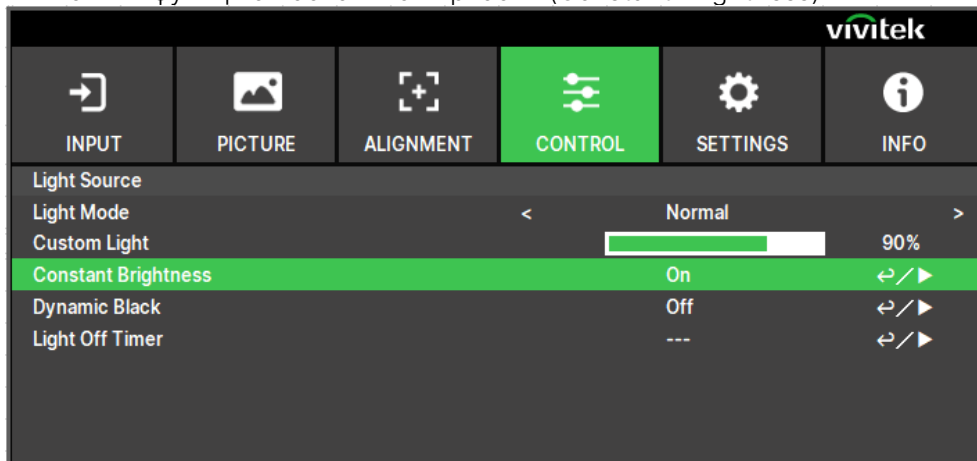 vivitek
INPUT PICTURE ALIGNMENT CONTROL SETTINGS INFO
Light Source
Light Mode < Normal >
Custom Light 90%
Constant Brightness On ↩/▶
Dynamic Black Off ↩/▶
Light Off Timer --- ↩/▶